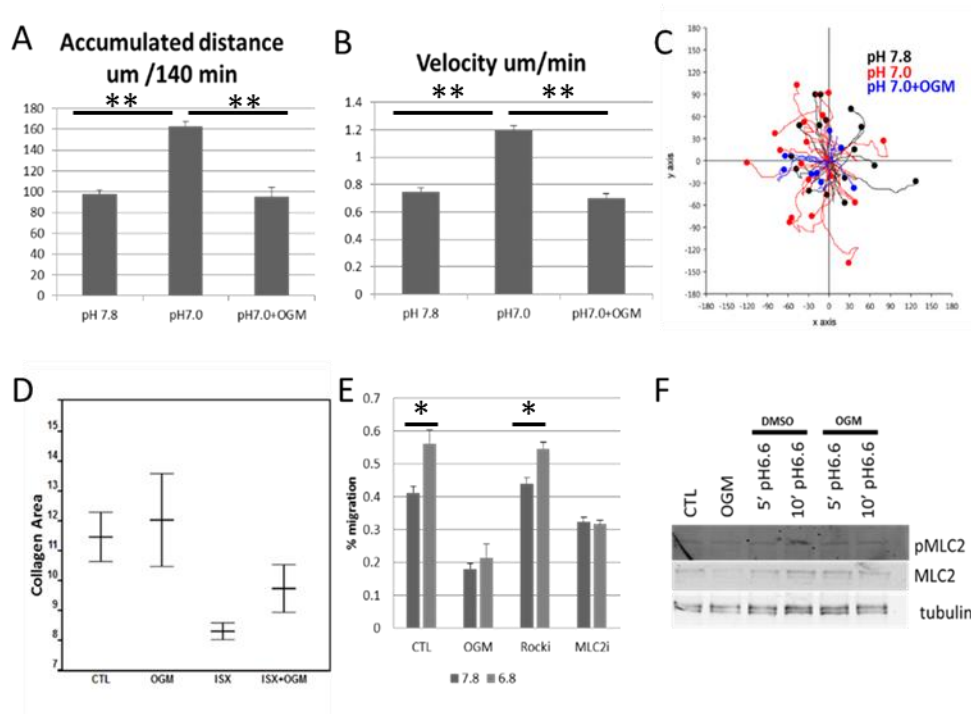 A
Accumulated distance
um /140 min
**
**
180
160
140
120
100
80
60
40
20
0
pH 7.8
pH7.0
pH7.0+OGM
B
Velocity um/min
**
**
1.4
1.2
1
0.8
0.6
0.4
0.2
0
pH 7.8
pH7.0
pH7.0+OGM
C
pH 7.8
pH 7.0
pH 7.0+OGM
y axis
180
150
120
90
60
30
0
-30
-60
-90
-120
-150
-180
-180 -150 -120 -90 -60 -30 0 30 60 90 120 150 180
x axis
D
Collagen Area
15
14
13
12
11
10
9
8
7
CTL
OGM
ISX
ISX+OGM
E
*
*
% migration
0.7
0.6
0.5
0.4
0.3
0.2
0.1
0
CTL
OGM
Rocki
MLC2i
7.8
6.8
F
DMSO
OGM
CTL
OGM
5’ pH6.6
10’ pH6.6
5’ pH6.6
10’ pH6.6
pMLC2
MLC2
tubulin